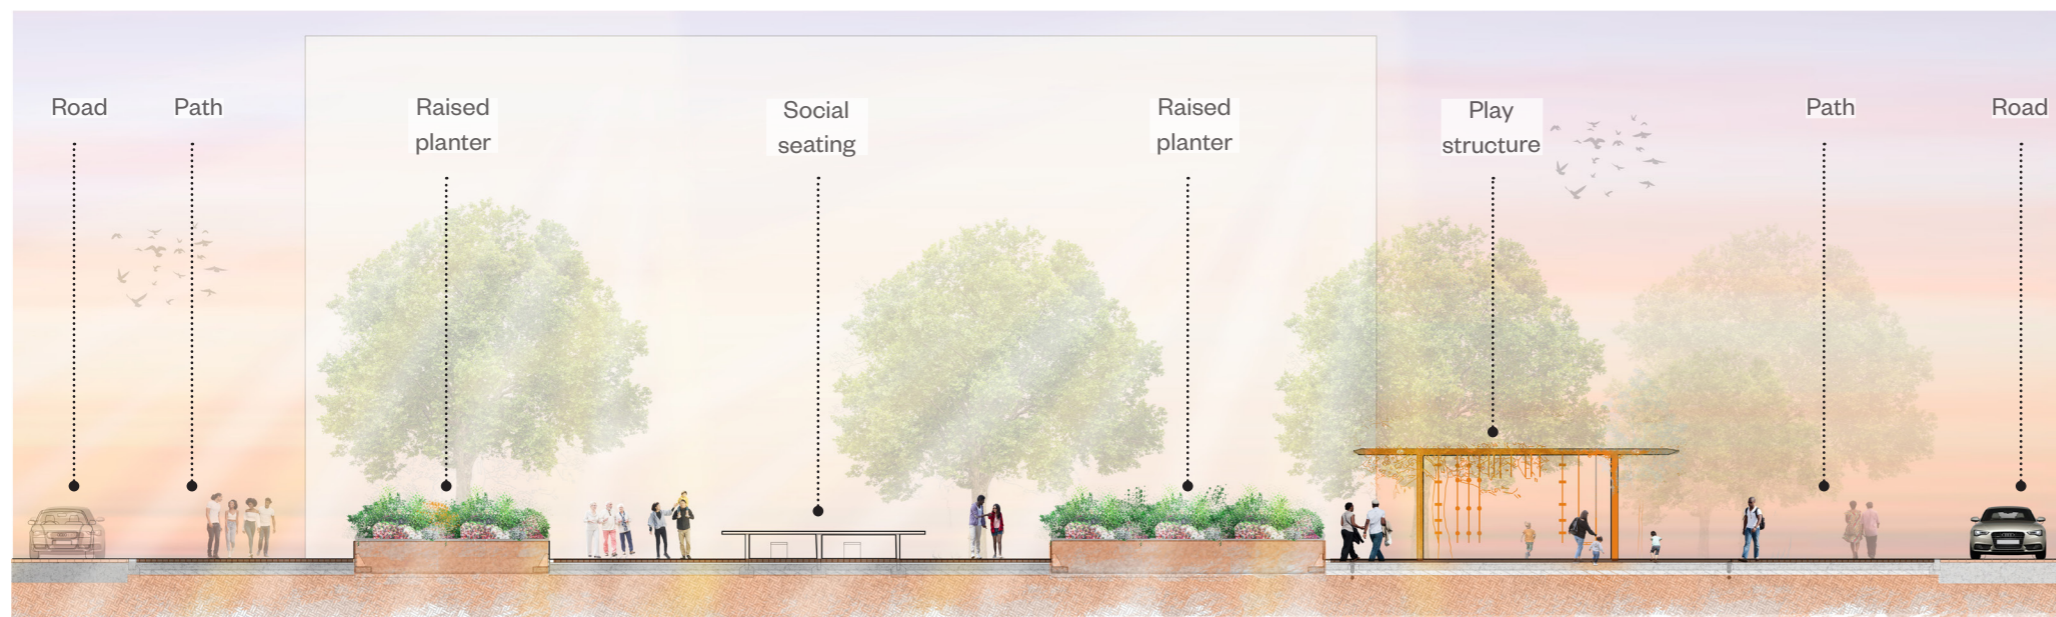 Road
Path
Raised
planter
Social
seating
Raised
planter
Play
structure
Path
Road